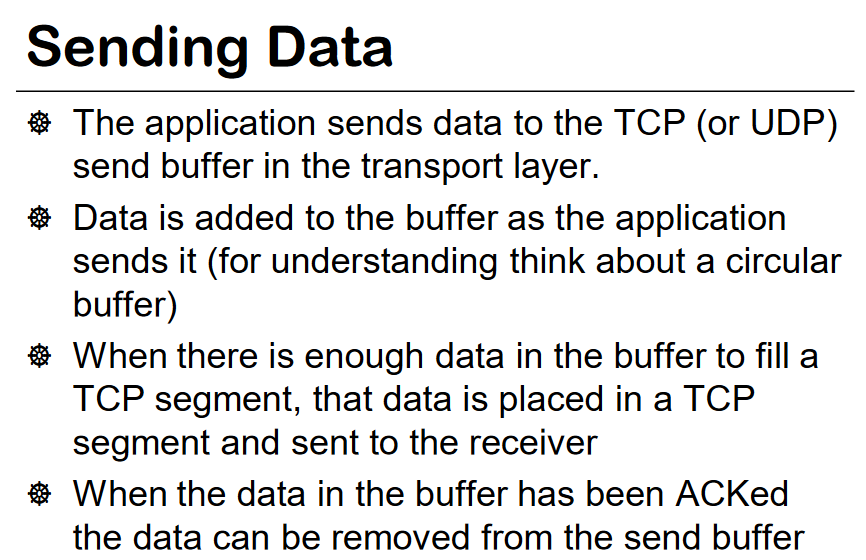 Sending Data
The application sends data to the TCP (or UDP)
send buffer in the transport layer.
Data is added to the buffer as the application
sends it (for understanding think about a circular
buffer)
When there is enough data in the buffer to fill a
TCP segment, that data is placed in a TCP
segment and sent to the receiver
When the data in the buffer has been ACKed
the data can be removed from the send buffer